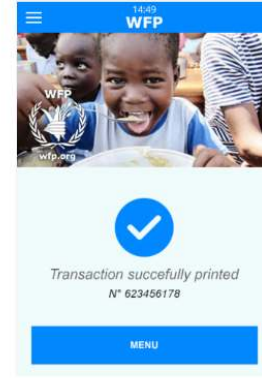 14:49
WFP
WFP
wfp.org
Transaction succefully printed
N° 623456178
MENU